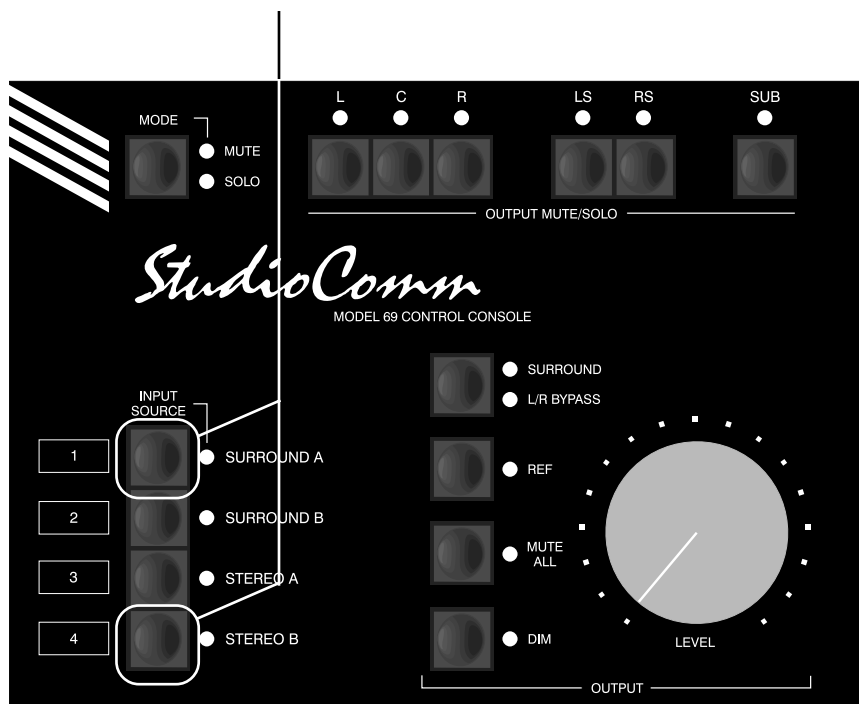 L C R LS RS SUB
MODE
MUTE
SOLO
OUTPUT MUTE/SOLO
StudioComm
MODEL 69 CONTROL CONSOLE
SURROUND
L/R BYPASS
INPUT
SOURCE
1 SURROUND A
REF
2 SURROUND B
MUTE
ALL
3 STEREO A
4 STEREO B
DIM
LEVEL
OUTPUT